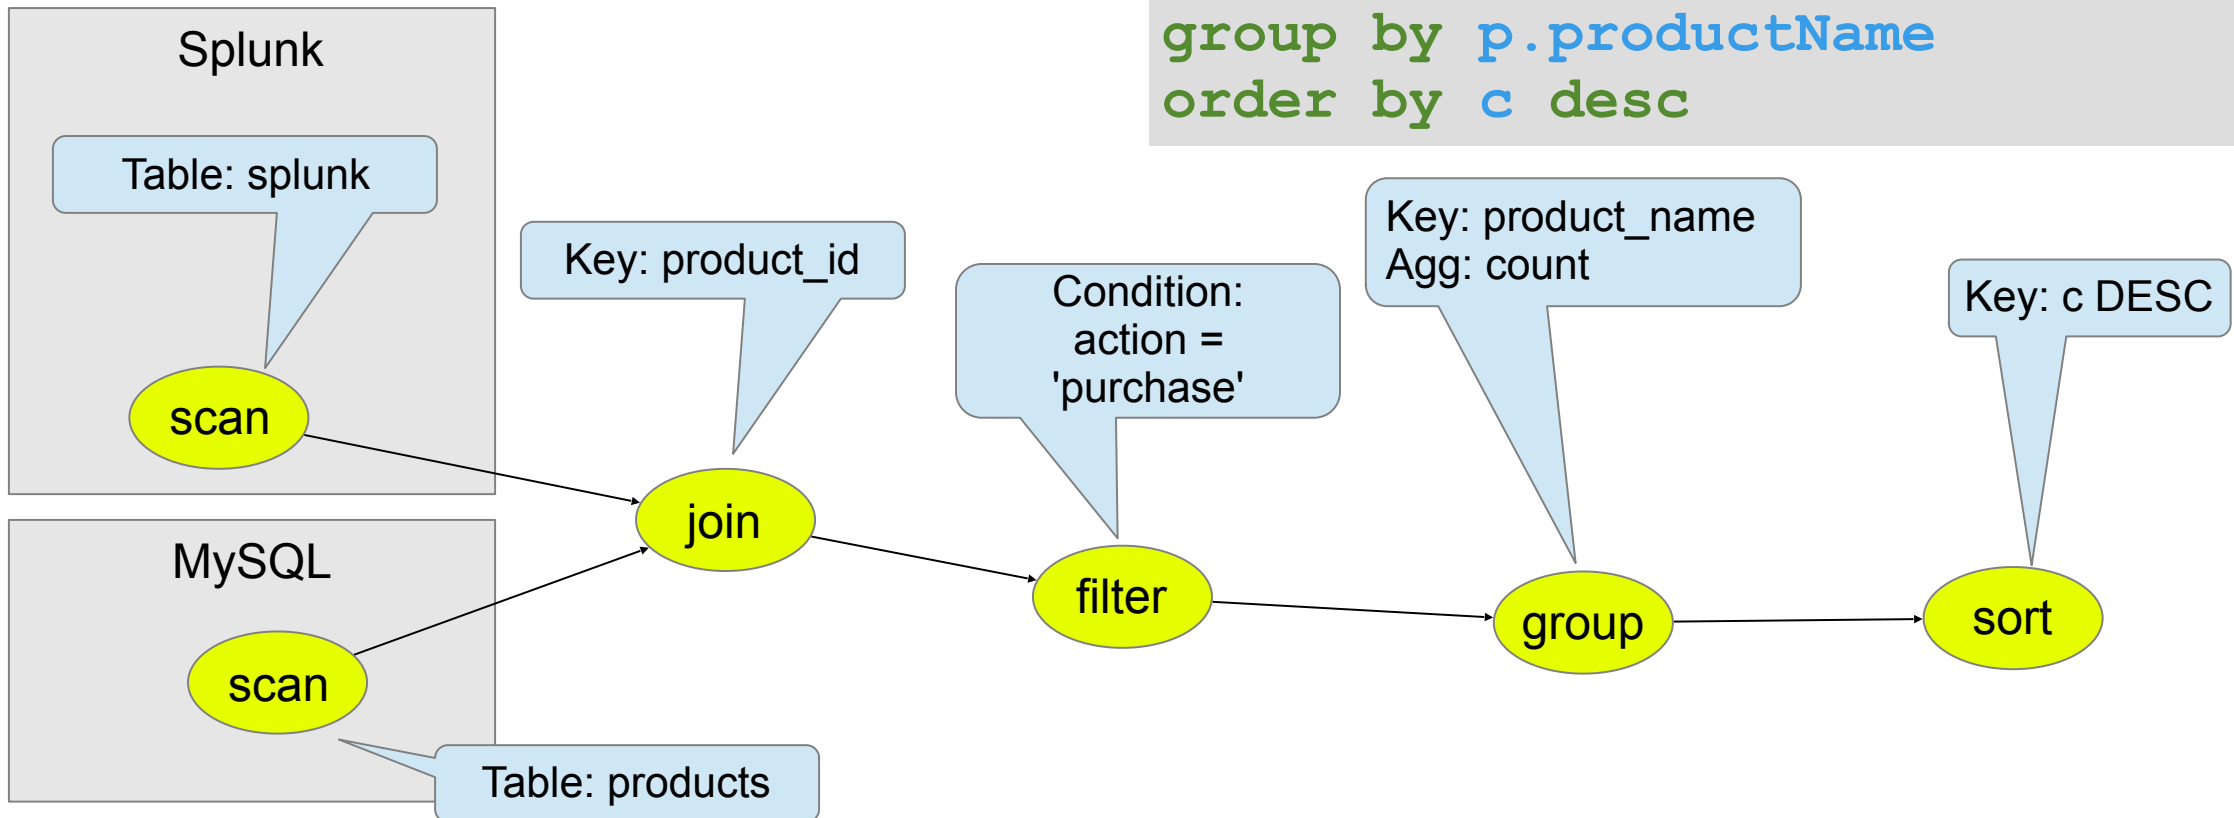 group by p.productName
order by c desc
Splunk
Table: splunk
scan
MySQL
scan
Table: products
Key: product_id
join
Condition:
action =
'purchase'
filter
Key: product_name
Agg: count
group
Key: c DESC
sort